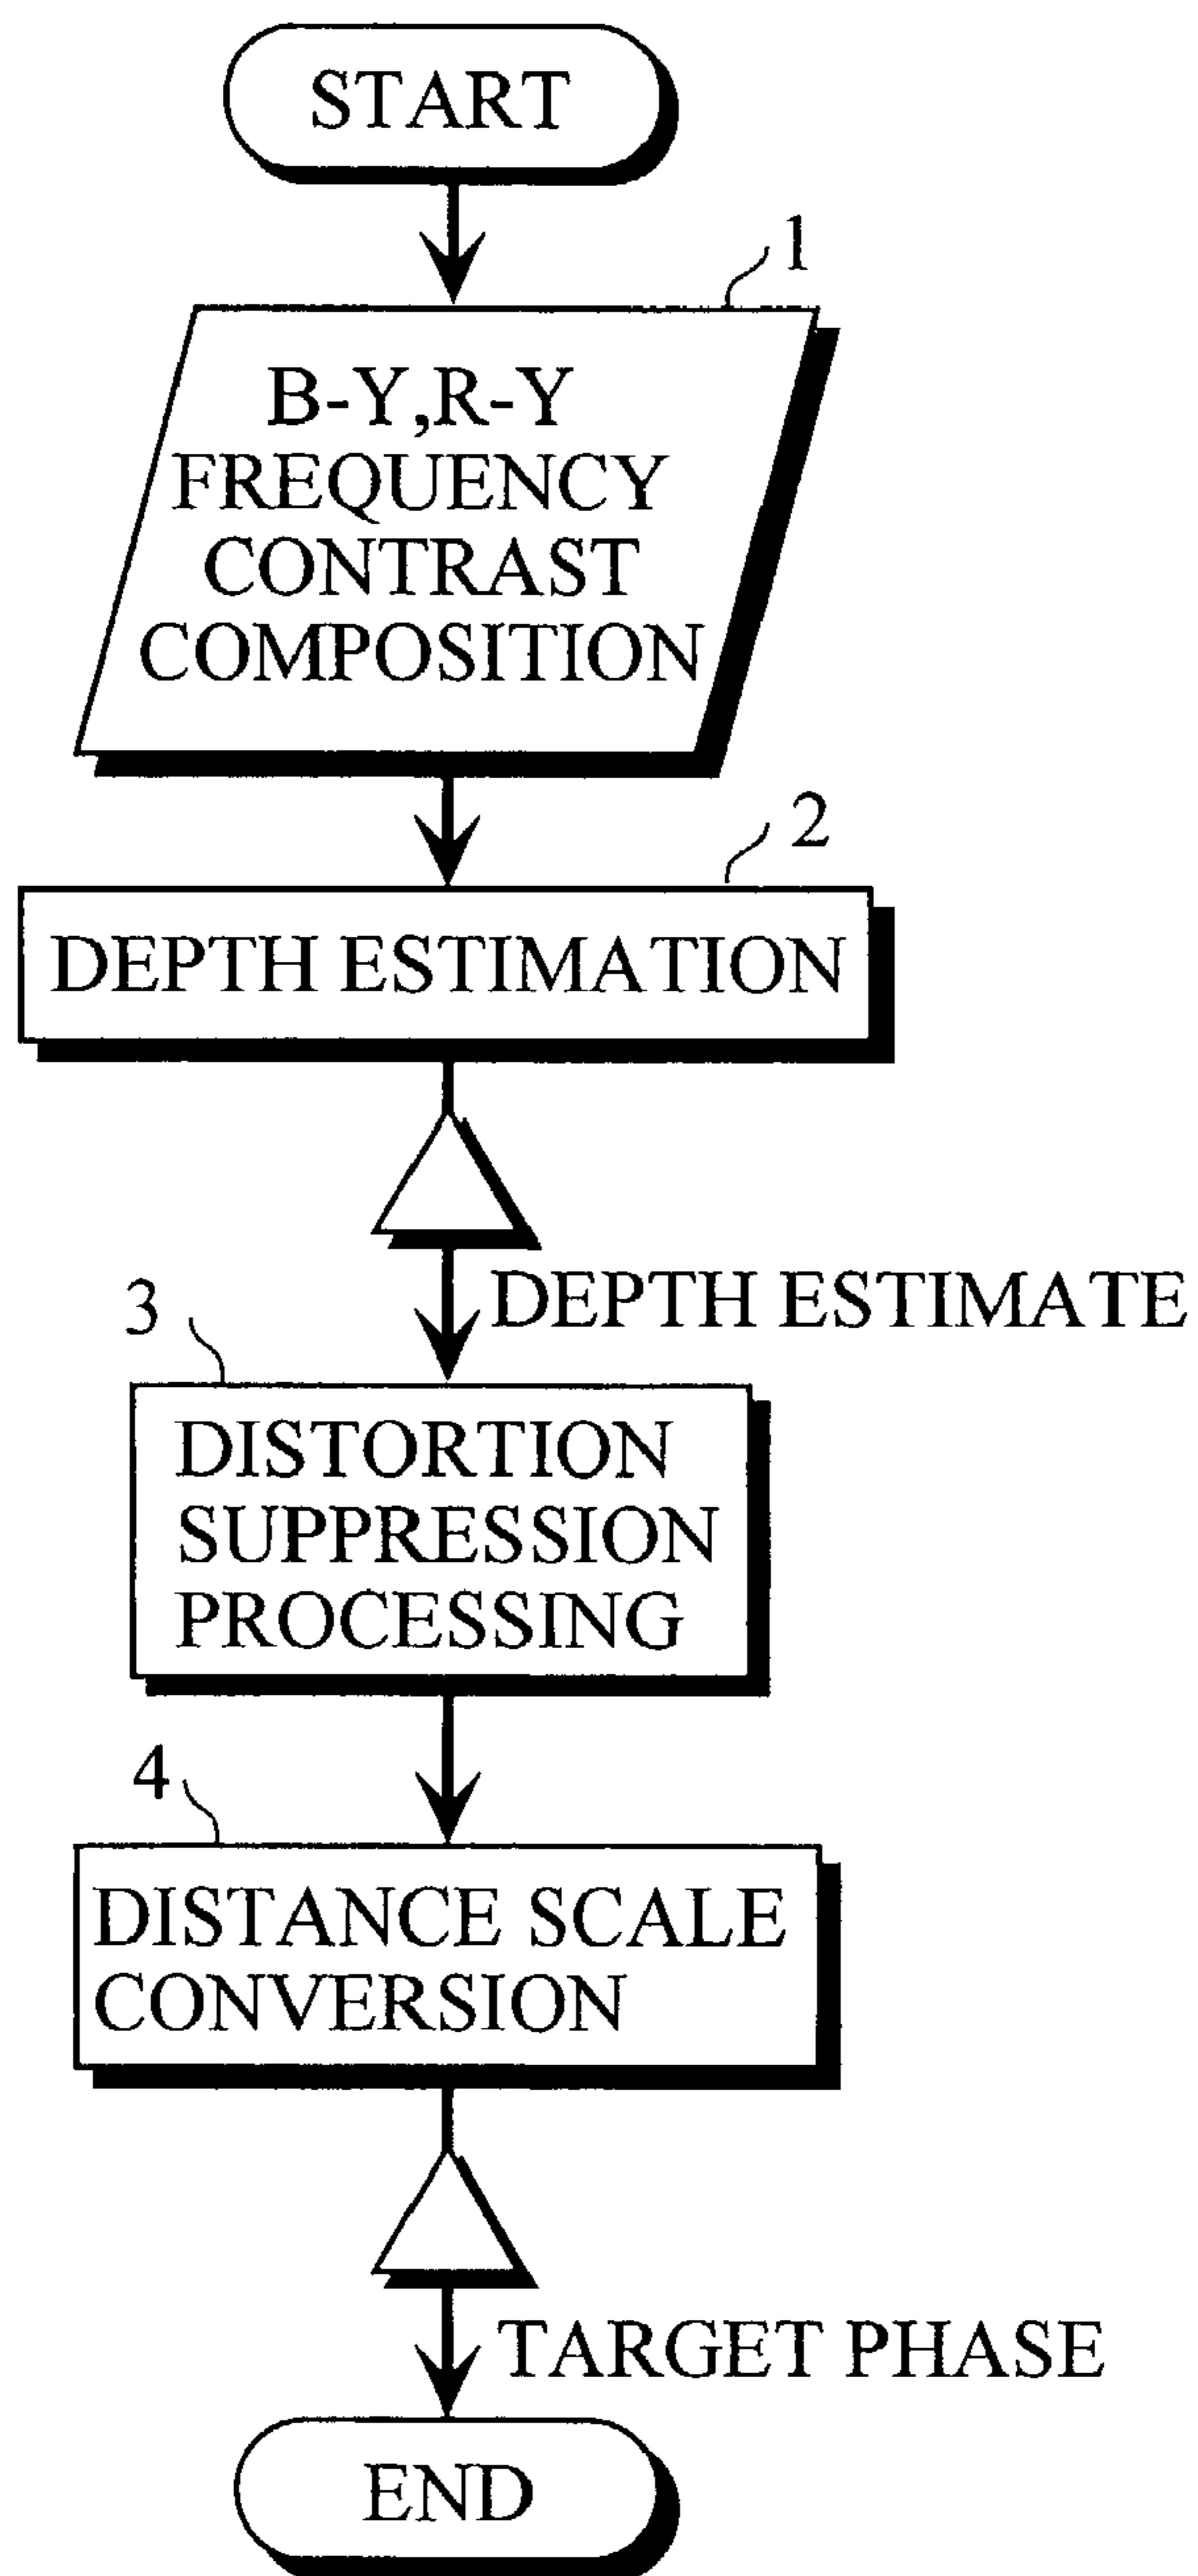 START
1
B-Y,R-Y
FREQUENCY
CONTRAST
COMPOSITION
2
DEPTH ESTIMATION
DEPTH ESTIMATE
3
DISTORTION
SUPPRESSION
PROCESSING
4
DISTANCE SCALE
CONVERSION
TARGET PHASE
END